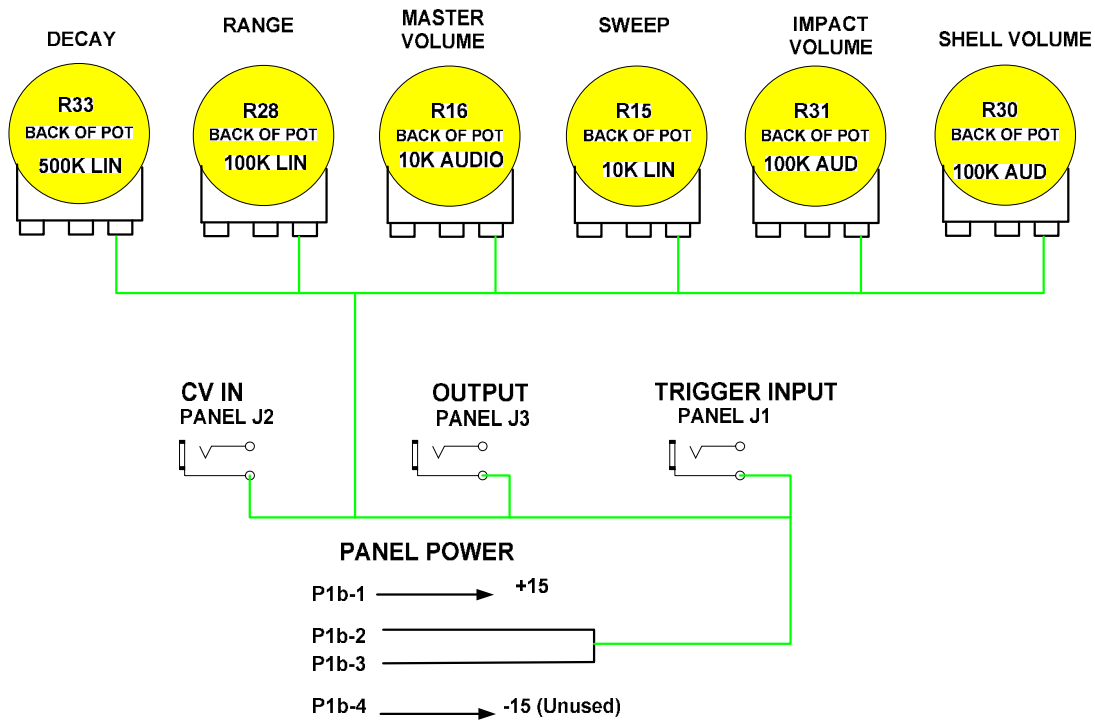 DECAY
R33
BACK OF POT
500K LIN
RANGE
R28
BACK OF POT
100K LIN
MASTER
VOLUME
R16
BACK OF POT
10K AUDIO
SWEEP
R15
BACK OF POT
10K LIN
IMPACT
VOLUME
R31
BACK OF POT
100K AUD
SHELL VOLUME
R30
BACK OF POT
100K AUD
CV IN
PANEL J2
OUTPUT
PANEL J3
TRIGGER INPUT
PANEL J1
PANEL POWER
P1b-1 +15
P1b-2
P1b-3
P1b-4 -15 (Unused)